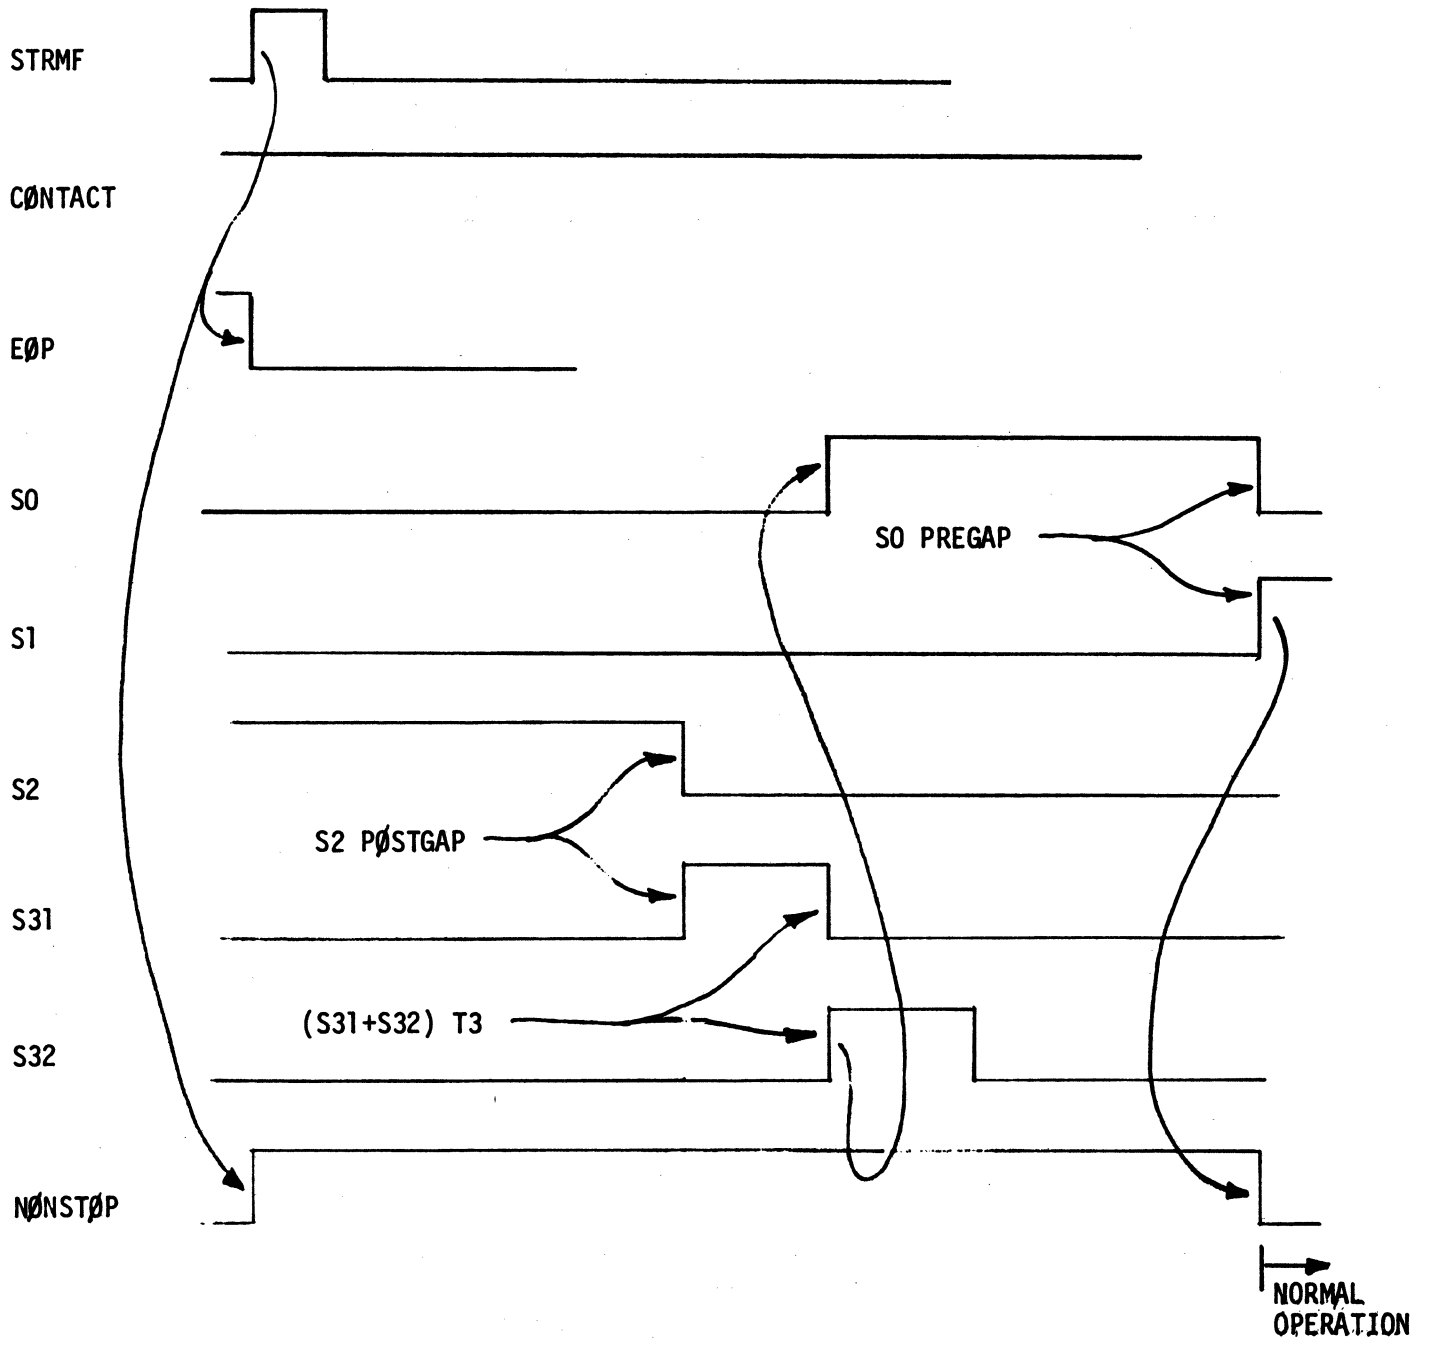 STRMF
CØNTACT
EØP
S0
S0 PREGAP
S1
S2
S2 PØSTGAP
S31
(S31+S32) T3
S32
NØNSTØP
NORMAL
OPERATION